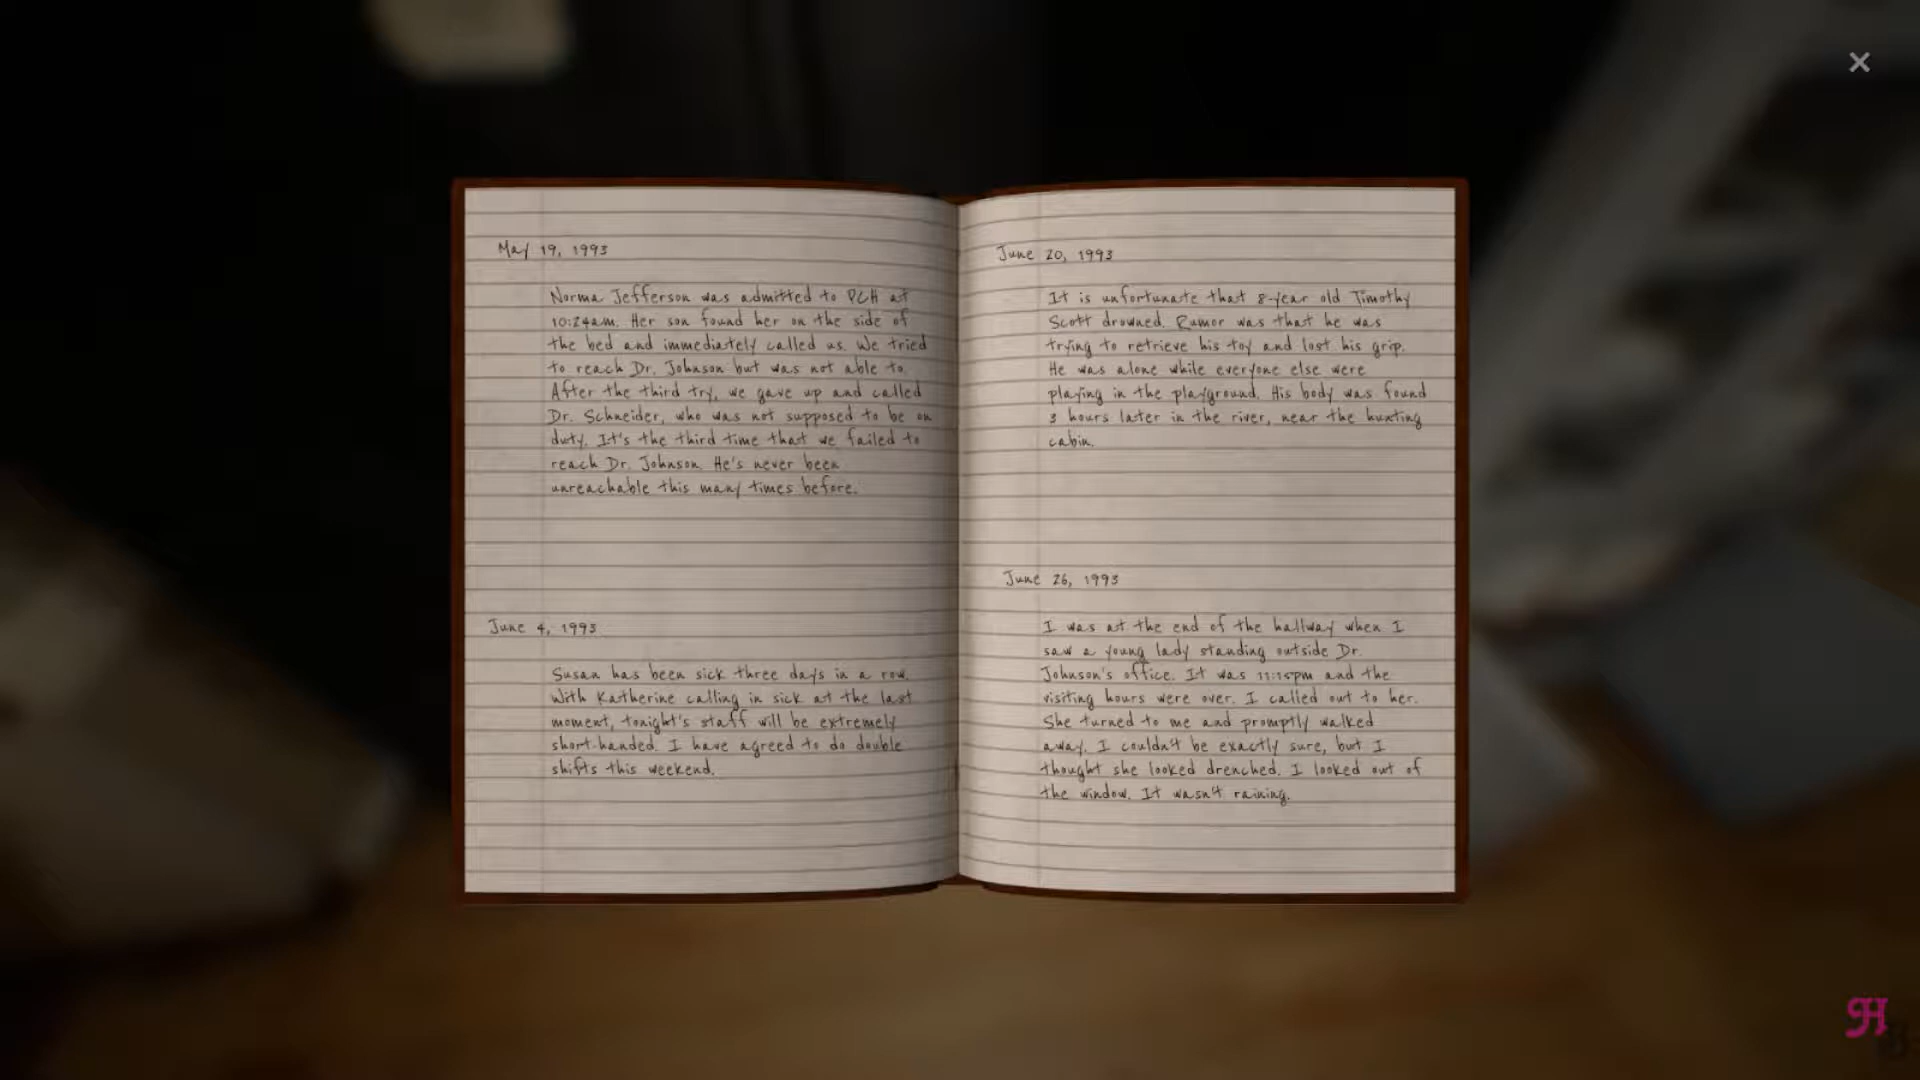 May 19, 1993
Norma Jefferson was admitted to PCH at
10:24am. Her son found her on the side of
the bed and immediately called us. We tried
to reach Dr. Johnson but was not able to.
After the third try, we gave up and called
Dr. Schneider, who was not supposed to be on
duty. It's the third time that we failed to
reach Dr. Johnson. He's never been
unreachable this many times before.
June 4, 1993
Susan has been sick three days in a row.
With Katherine calling in sick at the last
moment, tonight's staff will be extremely
short-handed. I have agreed to do double
shifts this weekend.
June 20, 1993
It is unfortunate that 8-year old Timothy
Scott drowned. Rumor was that he was
trying to retrieve his toy and lost his grip.
He was alone while everyone else were
playing in the playground. His body was found
3 hours later in the river, near the hunting
cabin.
June 26, 1993
I was at the end of the hallway when I
saw a young lady standing outside Dr.
Johnson's office. It was 11:15pm and the
visiting hours were over. I called out to her.
She turned to me and promptly walked
away. I couldn't be exactly sure, but I
thought she looked drenched. I looked out of
the window. It wasn't raining.